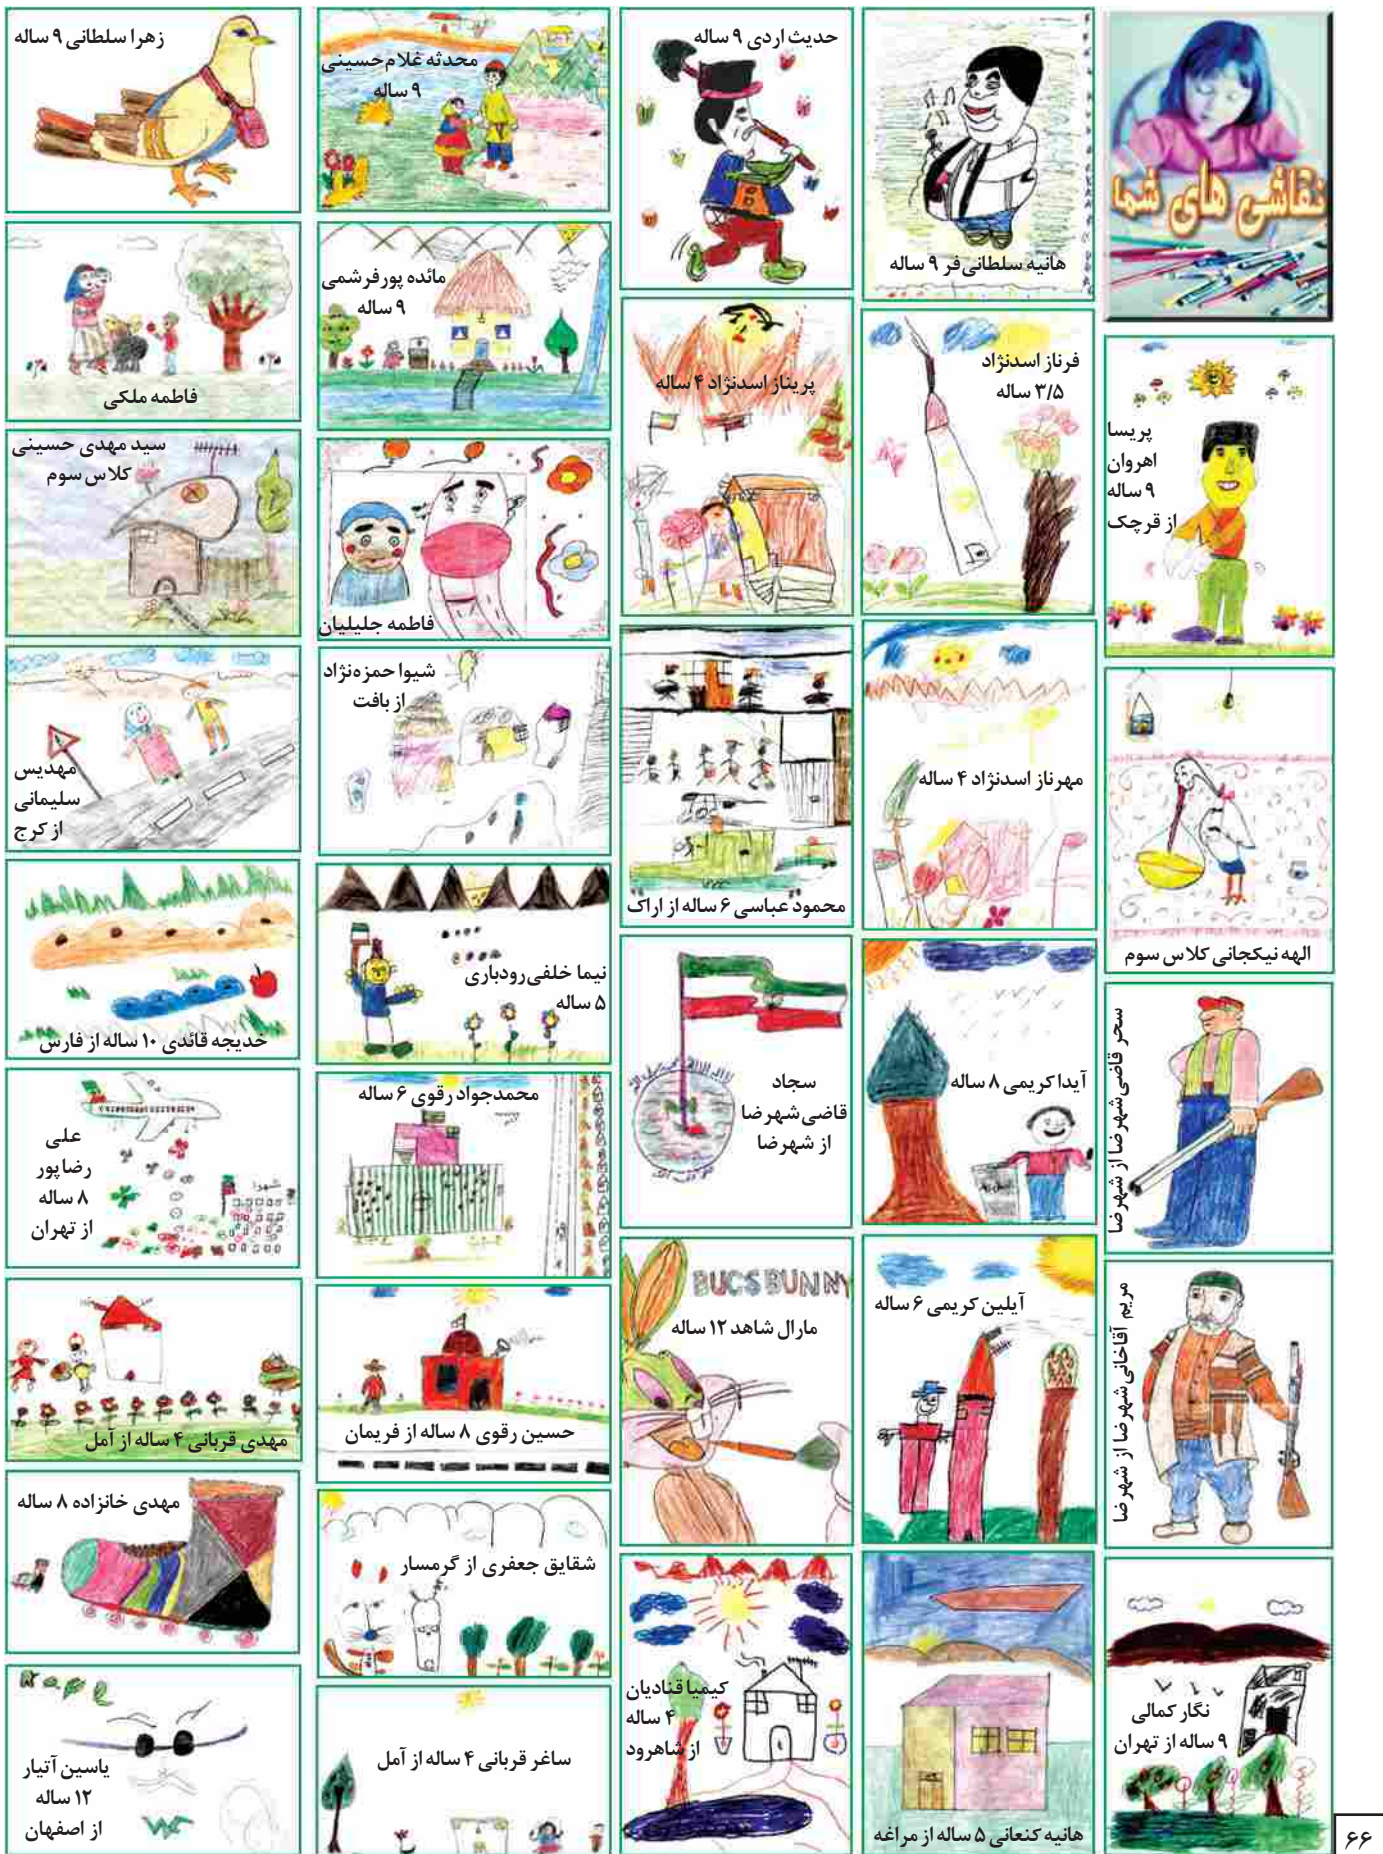 نقاشی های شما
پریسا
اهروان
۹ ساله
از قرچک
الهه نیکجانی کلاس سوم
سحر قاضی شهرضا از شهرضا
مریم آقاخانی شهرضا از شهرضا
نگار کمالی
۹ ساله از تهران
هانیه سلطانی فر ۹ ساله
فرناز اسدنژاد
۳/۵ ساله
مهرناز اسدنژاد ۴ ساله
آیدا کریمی ۸ ساله
آیلین کریمی ۶ ساله
هانیه کنعانی ۵ ساله از مراغه
حدیث اردی ۹ ساله
پریناز اسدنژاد ۴ ساله
محمود عباسی ۶ ساله از اراک
سجاد
قاضی شهرضا
از شهرضا
BUCS BUNNY
مارال شاهد ۱۲ ساله
کیمیا قنادیان
۴ ساله
از شاهرود
محدثه غلام‌حسینی
۹ ساله
مائده پورفرشمی
۹ ساله
فاطمه جلیلیان
شیوا حمزه‌نژاد
از بافت
نیما خلفی رودباری
۵ ساله
محمدجواد رقوی ۶ ساله
حسین رقوی ۸ ساله از فریمان
شقایق جعفری از گرمسار
ساغر قربانی ۴ ساله از آمل
زهرا سلطانی ۹ ساله
فاطمه ملکی
سید مهدی حسینی
کلاس سوم
مهدیس
سلیمانی
از کرج
خدیجه قائدی ۱۰ ساله از فارس
علی
رضاپور
۸ ساله
از تهران
مهدی قربانی ۴ ساله از آمل
مهدی خانزاده ۸ ساله
یاسین آتیار
۱۲ ساله
از اصفهان
۶۶